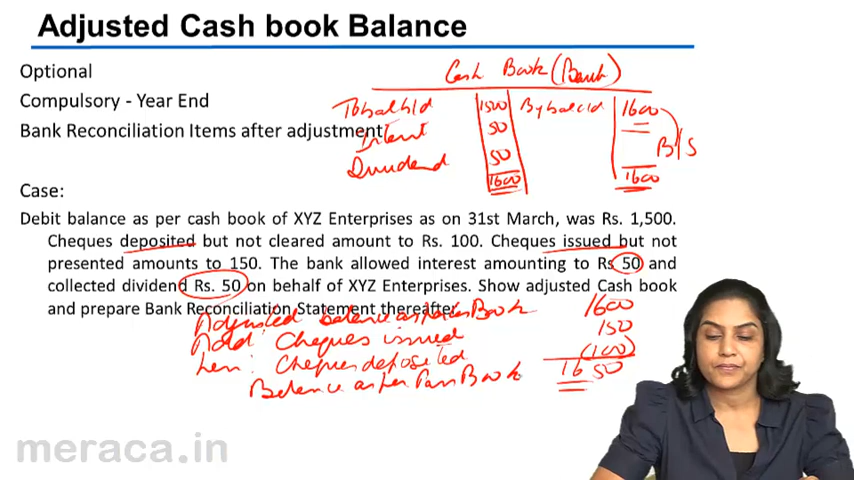 Adjusted Cash book Balance
Optional
Compulsory - Year End
Bank Reconciliation Items after adjustment
Cash Book (Bank)
To bal b/d 1500 By bal c/d 1600
Interest 50
Dividend 50
1600 1600
B/S
Case:
Debit balance as per cash book of XYZ Enterprises as on 31st March, was Rs. 1,500.
Cheques deposited but not cleared amount to Rs. 100. Cheques issued but not
presented amounts to 150. The bank allowed interest amounting to Rs 50 and
collected dividend Rs. 50 on behalf of XYZ Enterprises. Show adjusted Cash book
and prepare Bank Reconciliation Statement thereafter
Adjusted balance as per Book 1600
Add: Cheques issued 150
Less: Cheques deposited (100)
Balance as per Pass Book 1650
meraca.in